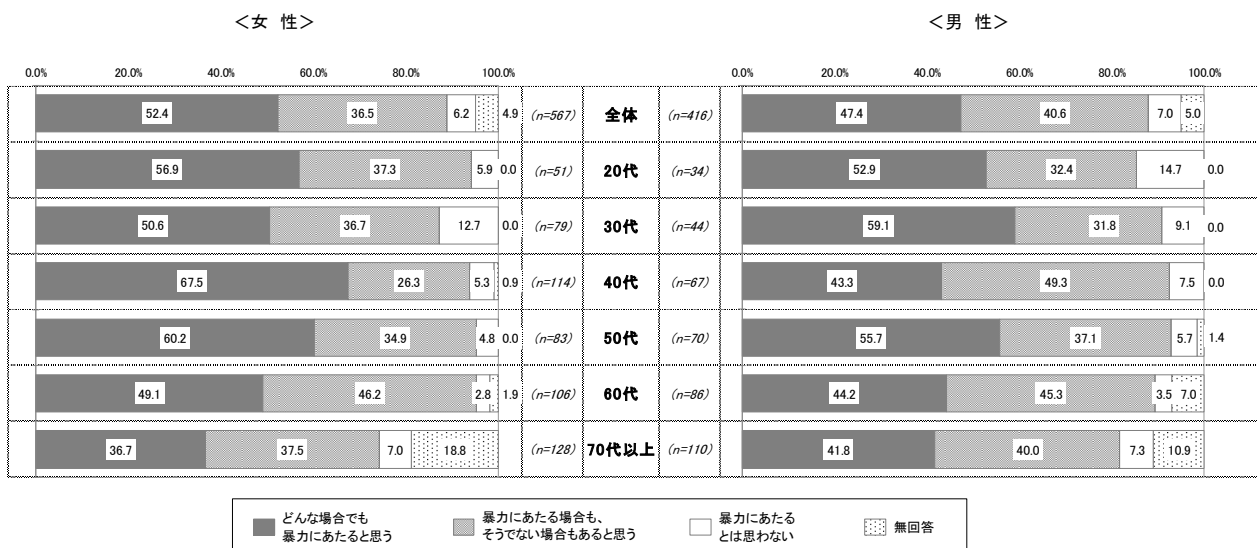 ＜女 性＞ ＜男 性＞
0.0% 20.0% 40.0% 60.0% 80.0% 100.0% 0.0% 20.0% 40.0% 60.0% 80.0% 100.0%
52.4 36.5 6.2 4.9 (n=567) 全体 (n=416) 47.4 40.6 7.0 5.0
56.9 37.3 5.9 0.0 (n=51) 20代 (n=34) 52.9 32.4 14.7 0.0
50.6 36.7 12.7 0.0 (n=79) 30代 (n=44) 59.1 31.8 9.1 0.0
67.5 26.3 5.3 0.9 (n=114) 40代 (n=67) 43.3 49.3 7.5 0.0
60.2 34.9 4.8 0.0 (n=83) 50代 (n=70) 55.7 37.1 5.7 1.4
49.1 46.2 2.8 1.9 (n=106) 60代 (n=86) 44.2 45.3 3.5 7.0
36.7 37.5 7.0 18.8 (n=128) 70代以上 (n=110) 41.8 40.0 7.3 10.9
どんな場合でも
暴力にあたると思う
暴力にあたる場合も、
そうでない場合もあると思う
暴力にあたる
とは思わない
無回答